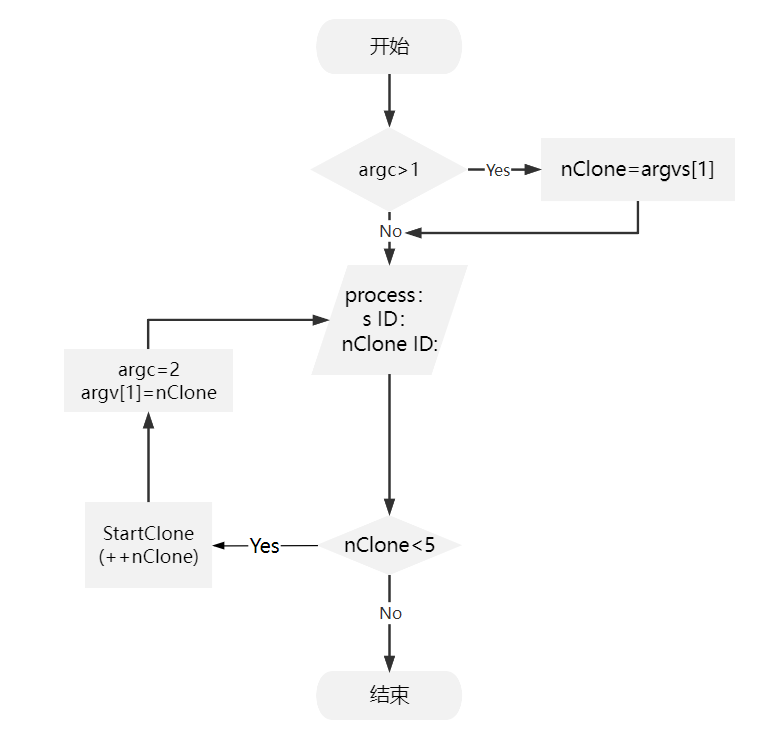 开始
argc>1
Yes
nClone=argvs[1]
No
process：
s ID：
nClone ID:
argc=2
argv[1]=nClone
StartClone
(++nClone)
Yes
nClone<5
No
结束